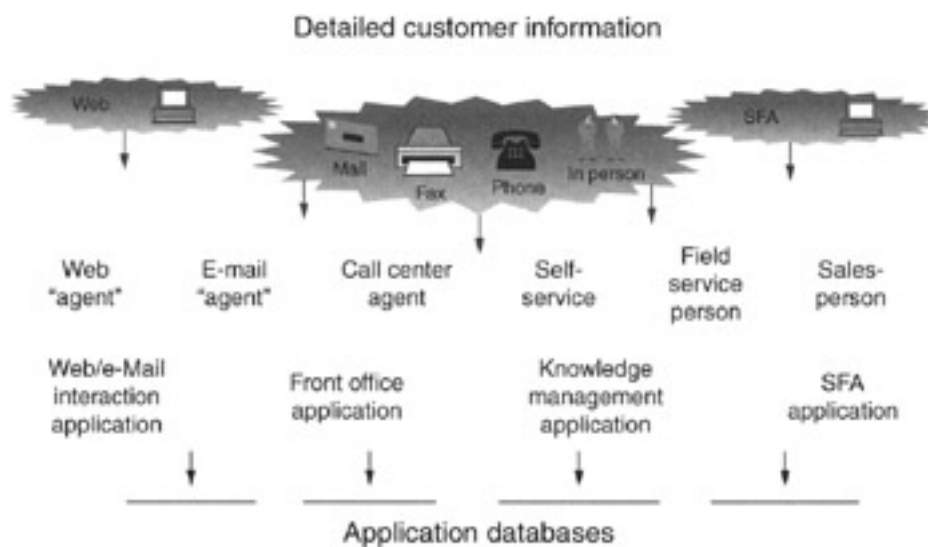 Detailed customer information
Web
SFA
Mail
Fax
Phone
In person
Web
"agent"
E-mail
"agent"
Call center
agent
Self-
service
Field
service
person
Sales-
person
Web/e-Mail
interaction
application
Front office
application
Knowledge
management
application
SFA
application
Application databases